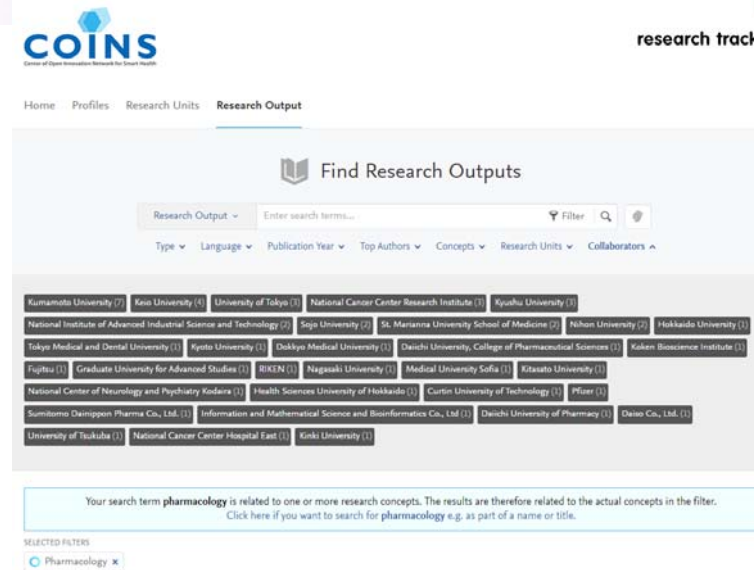 COINS
Center of Open Innovation Network for Smart Health
research track
Home Profiles Research Units Research Output
Find Research Outputs
Research Output Enter search terms... Filter
Type Language Publication Year Top Authors Concepts Research Units Collaborators
Kumamoto University (7) Keio University (4) University of Tokyo (3) National Cancer Center Research Institute (3) Kyushu University (3)
National Institute of Advanced Industrial Science and Technology (2) Sojo University (2) St. Marianna University School of Medicine (2) Nihon University (2) Hokkaido University (1)
Tokyo Medical and Dental University (1) Kyoto University (1) Dokkyo Medical University (1) Daiichi University, College of Pharmaceutical Sciences (1) Koken Bioscience Institute (1)
Fujitsu (1) Graduate University for Advanced Studies (1) RIKEN (1) Nagasaki University (1) Medical University Sofia (1) Kitasato University (1)
National Center of Neurology and Psychiatry Kodaira (1) Health Sciences University of Hokkaido (1) Curtin University of Technology (1) Pfizer (1)
Sumitomo Dainippon Pharma Co., Ltd. (1) Information and Mathematical Science and Bioinformatics Co., Ltd (1) Daiichi University of Pharmacy (1) Daiso Co., Ltd. (1)
University of Tsukuba (1) National Cancer Center Hospital East (1) Kinki University (1)
Your search term pharmacology is related to one or more research concepts. The results are therefore related to the actual concepts in the filter.
Click here if you want to search for pharmacology e.g. as part of a name or title.
SELECTED FILTERS
Pharmacology x